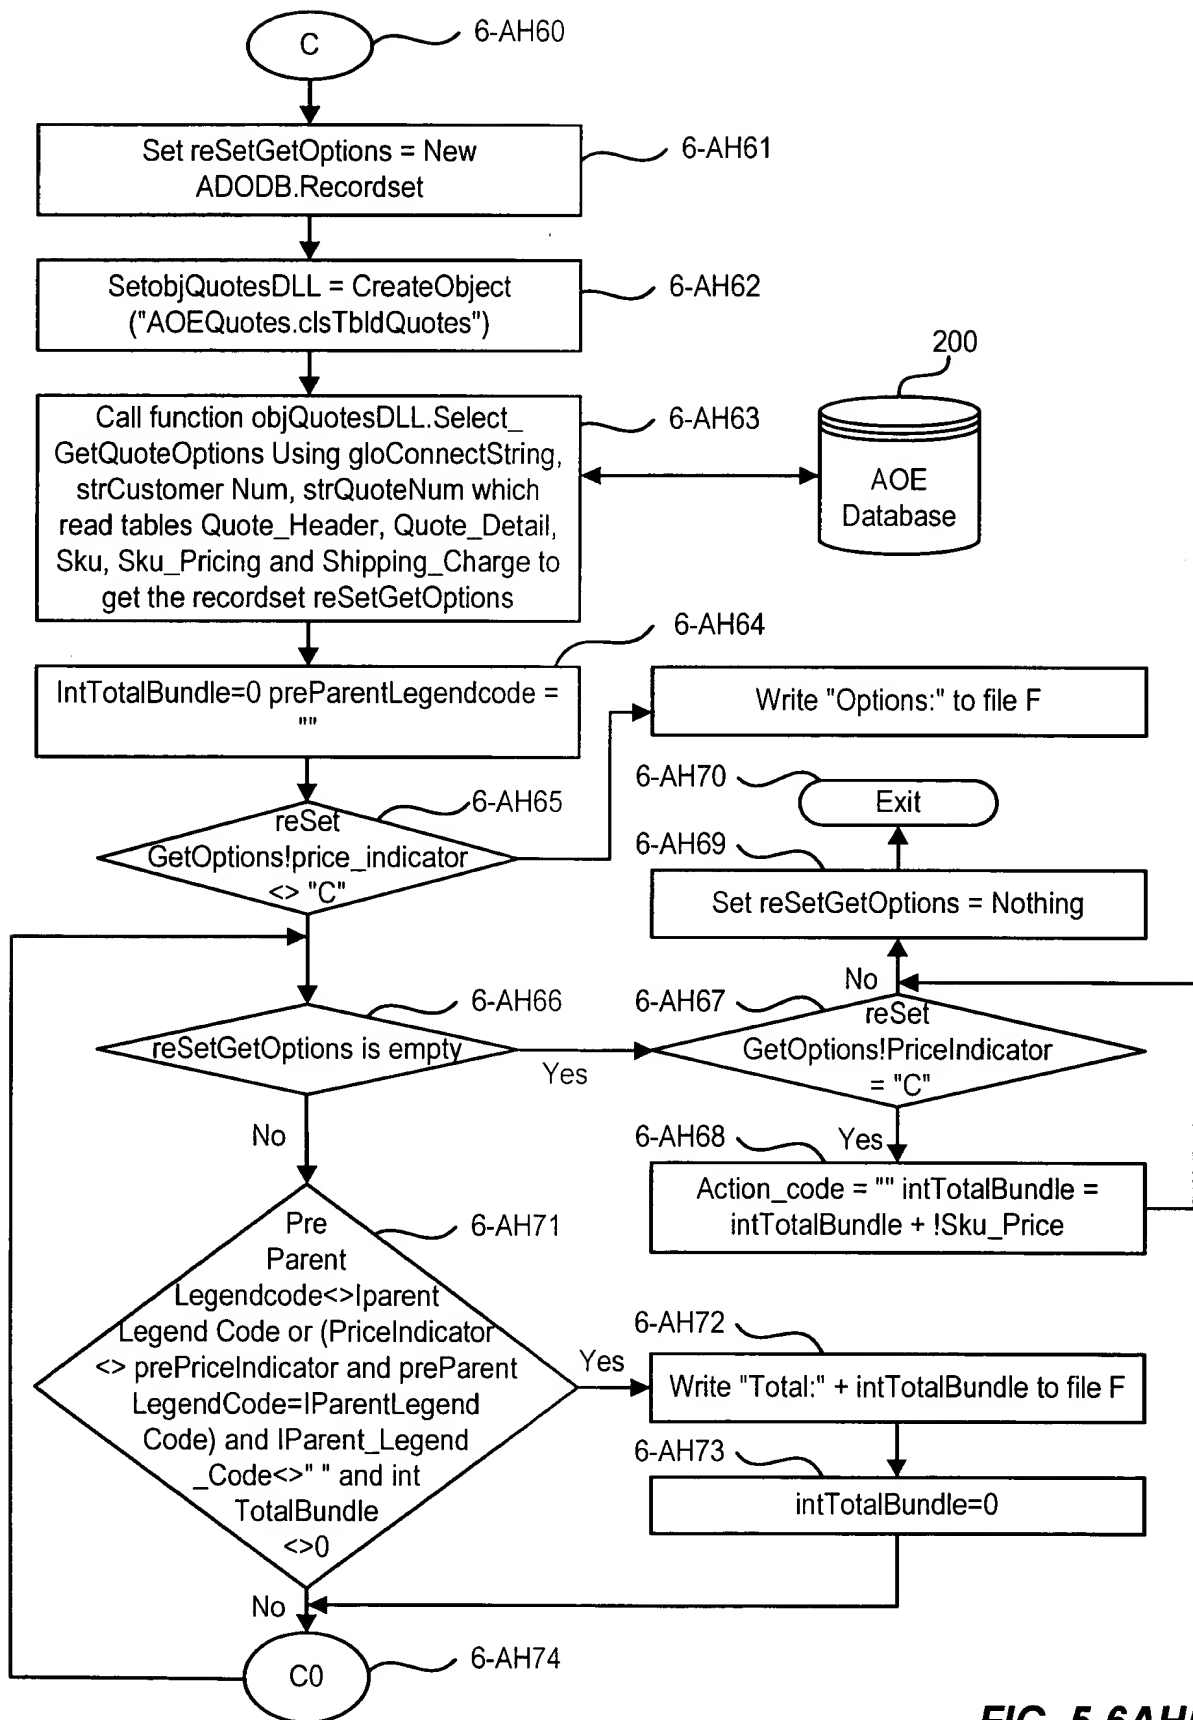 C
6-AH60
Set reSetGetOptions = New
ADODB.Recordset
6-AH61
SetobjQuotesDLL = CreateObject
("AOEQuotes.clsTbldQuotes")
6-AH62
Call function objQuotesDLL.Select_
GetQuoteOptions Using gloConnectString,
strCustomer Num, strQuoteNum which
read tables Quote_Header, Quote_Detail,
Sku, Sku_Pricing and Shipping_Charge to
get the recordset reSetGetOptions
6-AH63
200
AOE
Database
IntTotalBundle=0 preParentLegendcode =
""
6-AH64
Write "Options:" to file F
reSet
GetOptions!price_indicator
<> "C"
6-AH65
6-AH70
Exit
6-AH69
Set reSetGetOptions = Nothing
No
reSetGetOptions is empty
6-AH66
Yes
6-AH67
reSet
GetOptions!PriceIndicator
= "C"
Yes
6-AH68
Action_code = "" intTotalBundle =
intTotalBundle + !Sku_Price
No
Pre
Parent
Legendcode<>Iparent
Legend Code or (PriceIndicator
<> prePriceIndicator and preParent
LegendCode=IParentLegend
Code) and IParent_Legend
_Code<>" " and int
TotalBundle
<>0
6-AH71
Yes
6-AH72
Write "Total:" + intTotalBundle to file F
6-AH73
intTotalBundle=0
No
C0
6-AH74